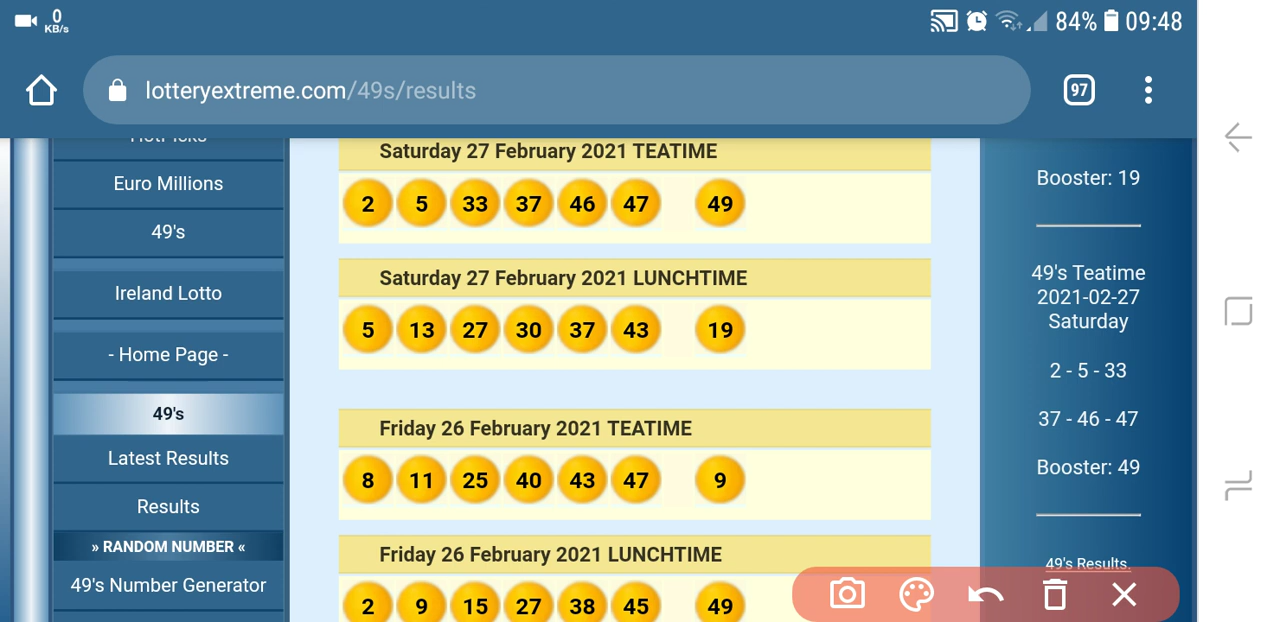 0
KB/s
84% 09:48
lotteryextreme.com/49s/results
97
Euro Millions
49's
Ireland Lotto
- Home Page -
49's
Latest Results
Results
» RANDOM NUMBER «
49's Number Generator
Saturday 27 February 2021 TEATIME
2 5 33 37 46 47 49
Saturday 27 February 2021 LUNCHTIME
5 13 27 30 37 43 19
Friday 26 February 2021 TEATIME
8 11 25 40 43 47 9
Friday 26 February 2021 LUNCHTIME
2 9 15 27 38 45 49
Booster: 19
49's Teatime
2021-02-27
Saturday
2 - 5 - 33
37 - 46 - 47
Booster: 49
49's Results